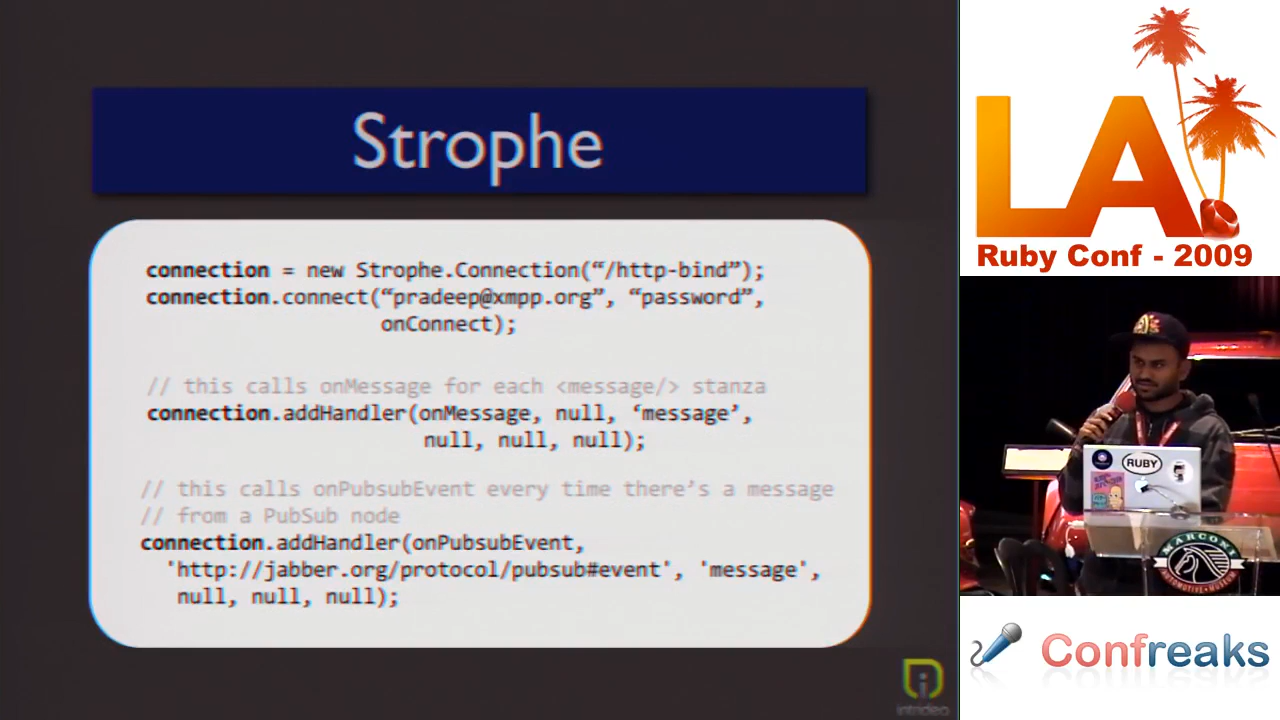 Strophe
connection = new Strophe.Connection(“/http-bind”);
connection.connect(“pradeep@xmpp.org”, “password”,
onConnect);
// this calls onMessage for each <message/> stanza
connection.addHandler(onMessage, null, ‘message’,
null, null, null);
// this calls onPubsubEvent every time there’s a message
// from a PubSub node
connection.addHandler(onPubsubEvent,
'http://jabber.org/protocol/pubsub#event', 'message',
null, null, null);
intridea
LA
Ruby Conf - 2009
RUBY
MARCONI
AUTOMOTIVE MUSEUM
Confreaks